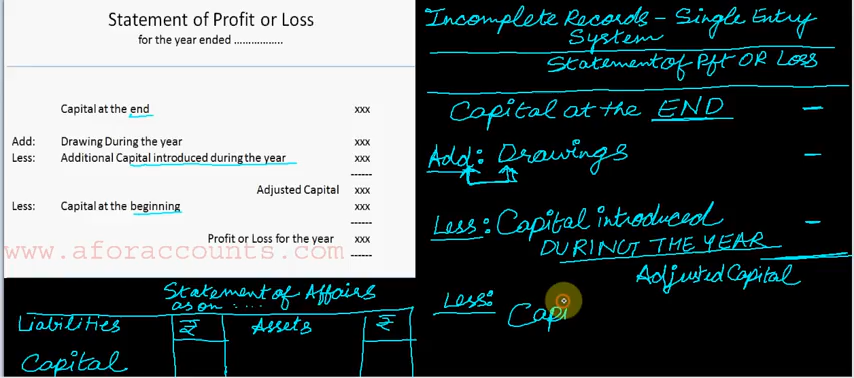 Statement of Profit or Loss
for the year ended ................
Capital at the end xxx
Add: Drawing During the year xxx
Less: Additional Capital introduced during the year xxx
------
Adjusted Capital xxx
Less: Capital at the beginning xxx
------
Profit or Loss for the year xxx
------
www.aforaccounts.com
Statement of Affairs
as on ....
Liabilities ₹ Assets ₹
Capital
Incomplete Records - Single Entry
System
Statement of Pft OR Loss
Capital at the END -
Add: Drawings -
Less: Capital introduced -
DURING THE YEAR
Adjusted Capital
Less: Capi